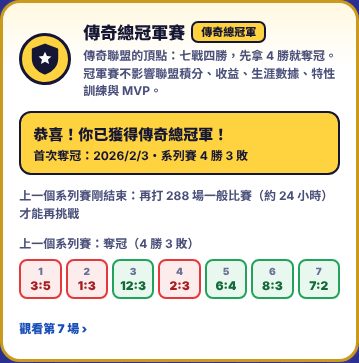 傳奇總冠軍賽 傳奇總冠軍
傳奇聯盟的頂點：七戰四勝，先拿 4 勝就奪冠。
冠軍賽不影響聯盟積分、收益、生涯數據、特性
訓練與 MVP。
恭喜！你已獲得傳奇總冠軍！
首次奪冠：2026/2/3・系列賽 4 勝 3 敗
上一個系列賽剛結束：再打 288 場一般比賽（約 24 小時）
才能再挑戰
上一個系列賽：奪冠（4 勝 3 敗）
1 2 3 4 5 6 7
3:5 1:3 12:3 2:3 6:4 8:3 7:2
觀看第 7 場 ›